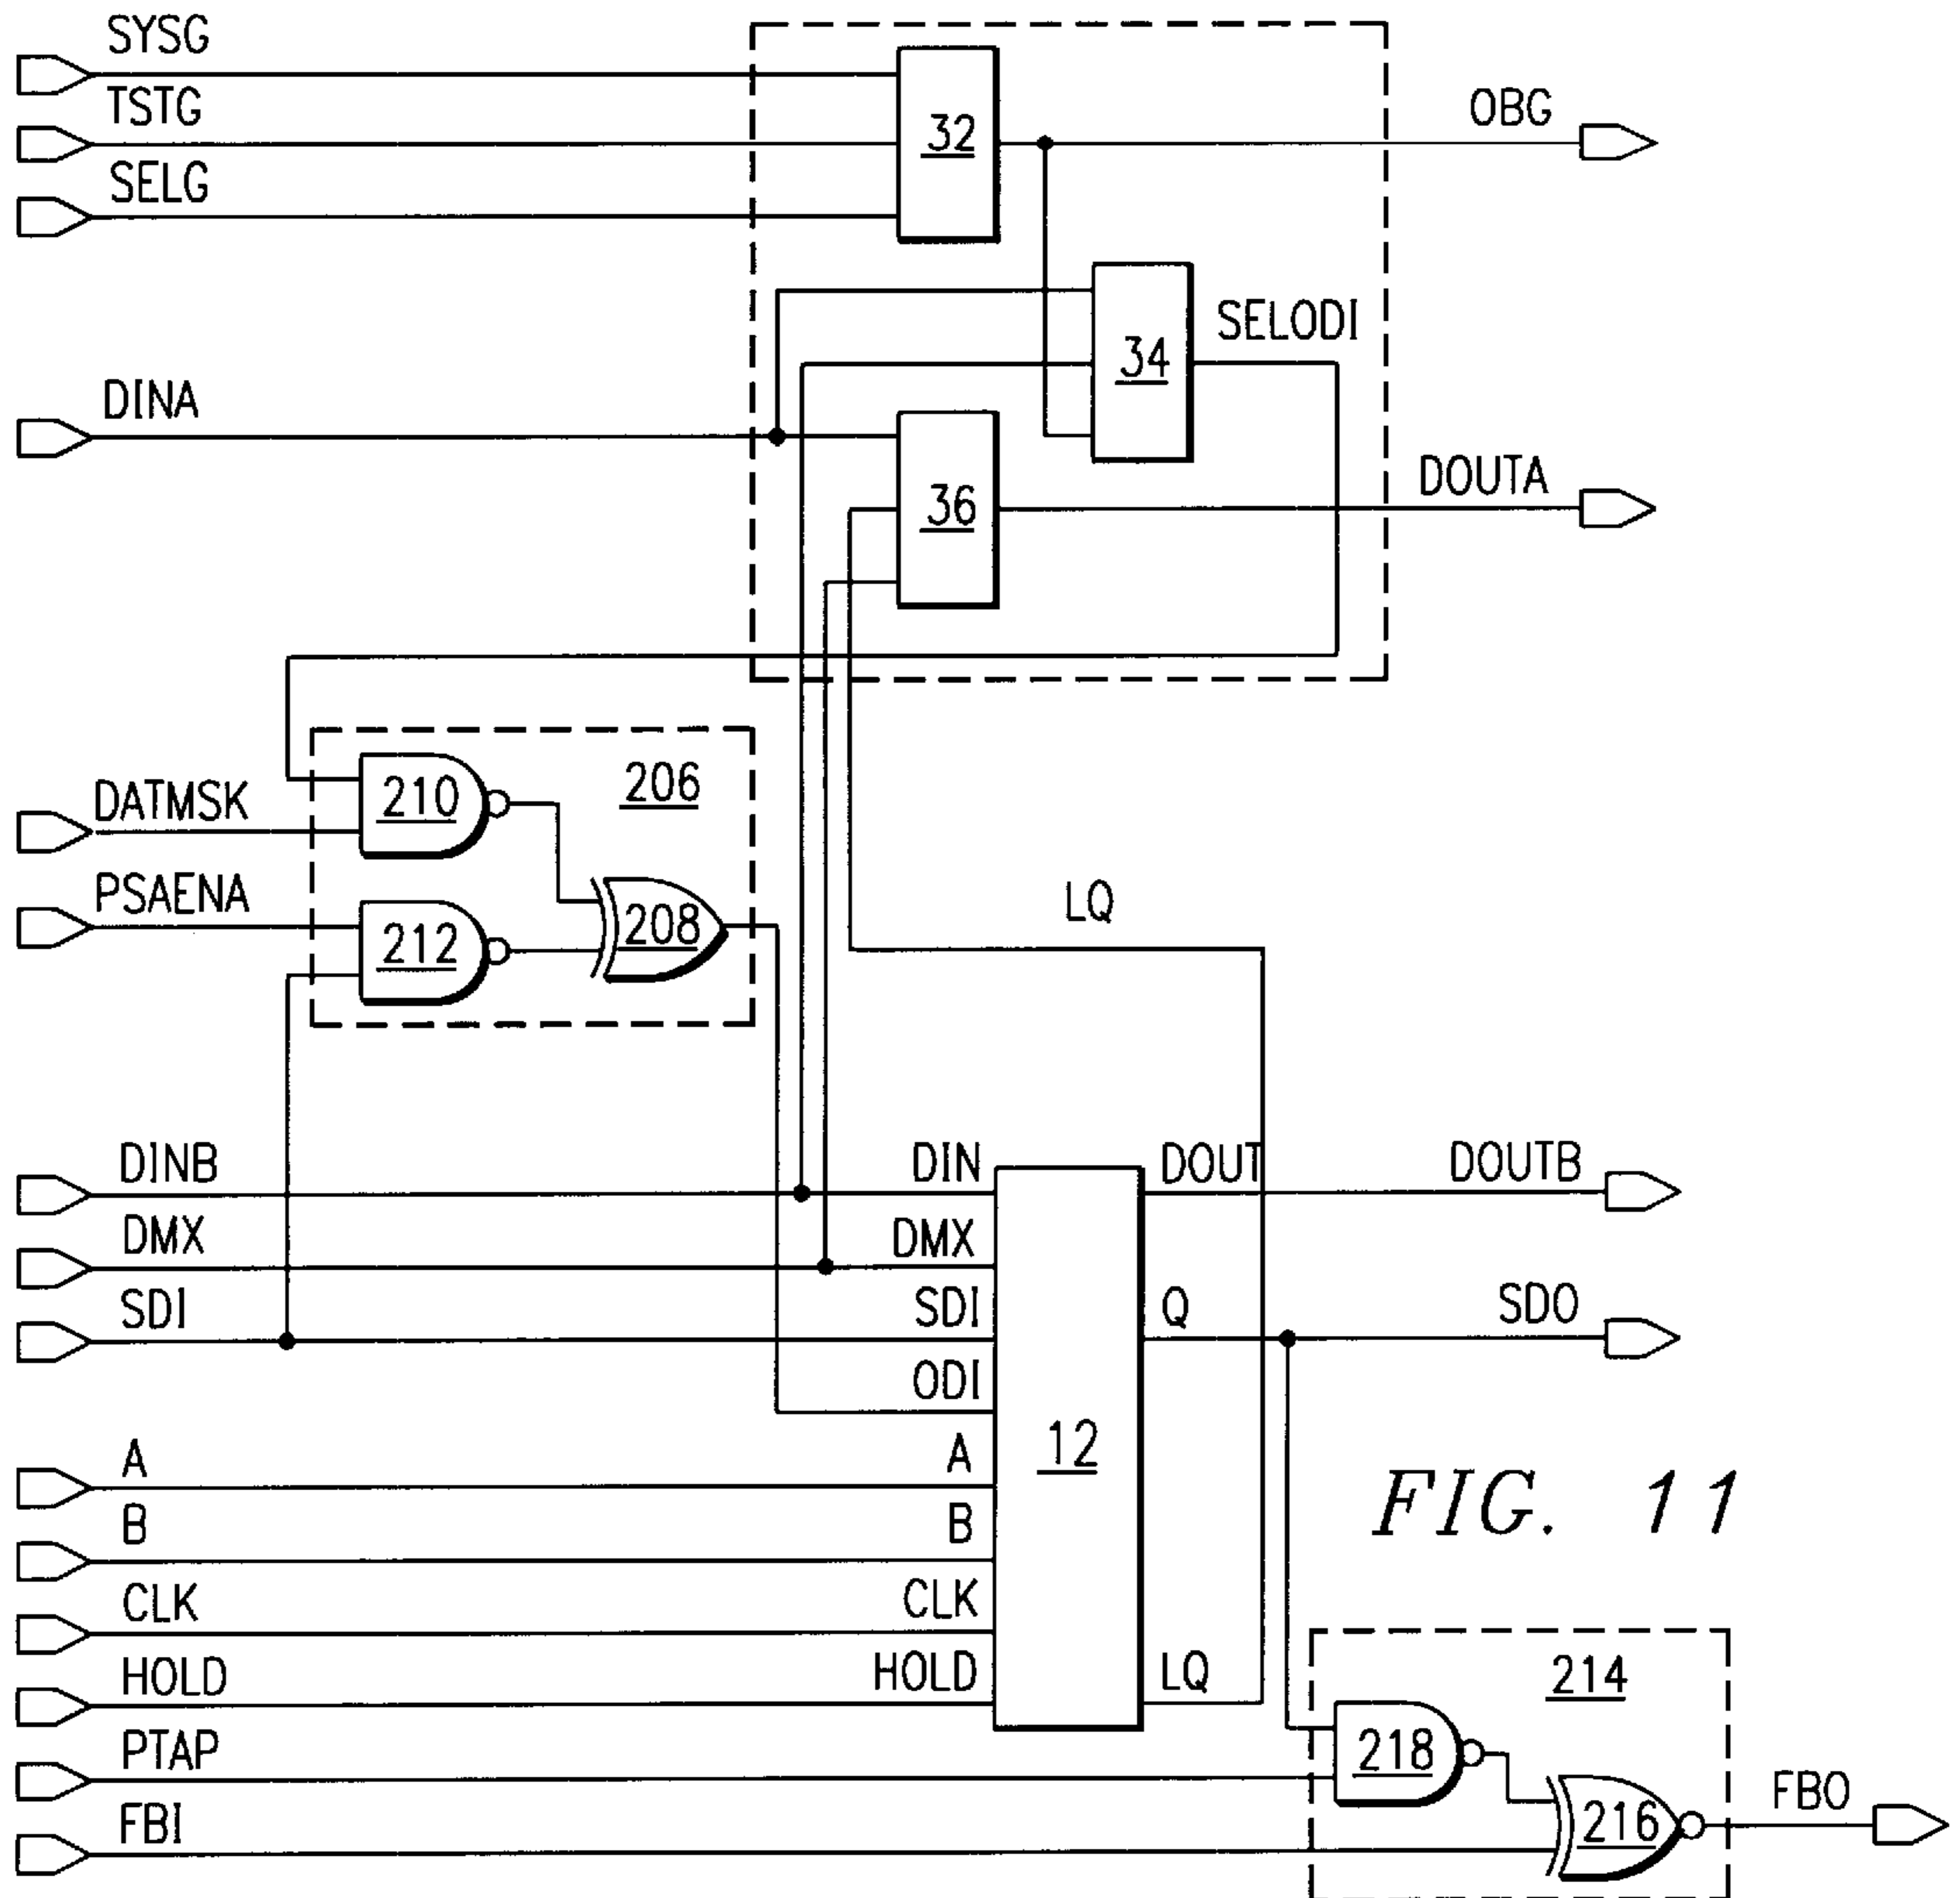 SYSG
TSTG
SELG
32
OBG
34
SELODI
DINA
36
DOUTA
210
206
DATMSK
PSAENA
212
208
LQ
DINB
DIN
DOUT
DOUTB
DMX
DMX
SDI
SDI
Q
SDO
ODI
12
A
A
B
B
FIG. 11
CLK
CLK
HOLD
HOLD
LQ
214
PTAP
218
FBI
216
FBO